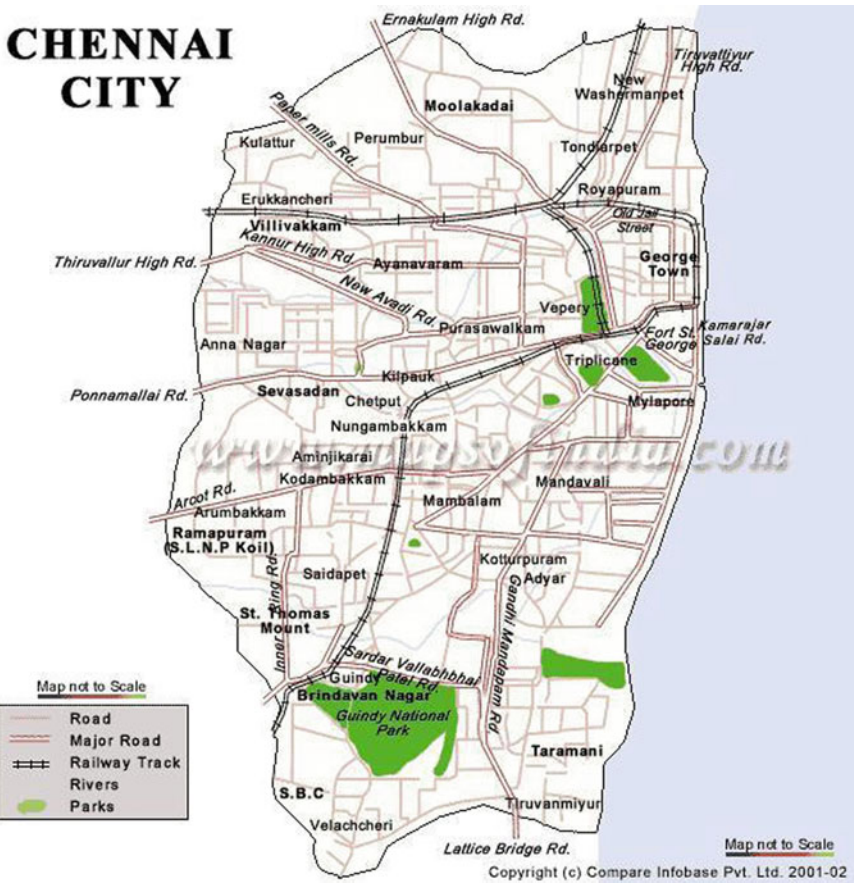 CHENNAI
CITY
Ernakulam High Rd.
Tiruvattiyur
High Rd.
New
Washermanpet
Moolakadai
Paper mills Rd.
Perumbur
Kulattur
Tondiarpet
Royapuram
Erukkancheri
Old Jail
Street
Villivakkam
Kannur High Rd
George
Town
Thiruvallur High Rd.
Ayanavaram
New Avadi Rd.
Vepery
Purasawalkam
Fort St.
George
Kamarajar
Salai Rd.
Anna Nagar
Triplicane
Kilpauk
Ponnamallai Rd.
Sevasadan
Chetput
Mylapore
Nungambakkam
www.mapsofindia.com
Aminjikarai
Kodambakkam
Mandavali
Arcot Rd.
Mambalam
Arumbakkam
Ramapuram
(S.L.N.P Koil)
Kotturpuram
Saidapet
Adyar
Inner Ring Rd.
Gandhi Mandapam Rd
St. Thomas
Mount
Sardar Vallabhbhai
Patel Rd.
Guindy
Brindavan Nagar
Guindy National
Park
Taramani
S.B.C
Tiruvanmiyur
Velachcheri
Lattice Bridge Rd.
Map not to Scale
Road
Major Road
Railway Track
Rivers
Parks
Map not to Scale
Copyright (c) Compare Infobase Pvt. Ltd. 2001-02